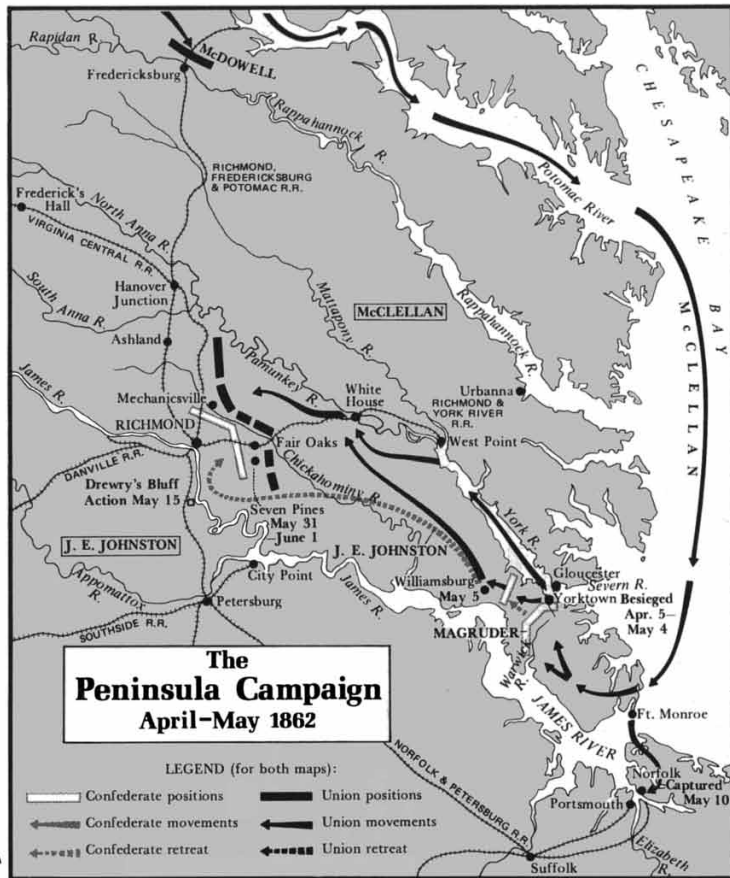 Rapidan R.
McDOWELL
Fredericksburg
Rappahannock
R.
CHESAPEAKE
BAY
Potomac River
RICHMOND,
FREDERICKSBURG
& POTOMAC R.R.
Frederick's
Hall
North Anna R.
VIRGINIA CENTRAL R.R.
Hanover
Junction
South Anna R.
Mattapony R.
McCLELLAN
Rappahannock R.
McCLELLAN
Ashland
James R.
Pamunkey R.
Mechanicsville
White
House
Urbanna
RICHMOND &
YORK RIVER
R.R.
RICHMOND
Fair Oaks
West Point
DANVILLE R.R.
Chickahominy R.
Drewry's Bluff
Action May 15
Seven Pines
May 31
June 1
York R.
J. E. JOHNSTON
J. E. JOHNSTON
City Point
Gloucester
Severn R.
Appomattox
R.
James
R.
Williamsburg
May 5
Yorktown Besieged
Apr. 5–
May 4
Petersburg
SOUTHSIDE R.R.
MAGRUDER
Warwick
R.
The
Peninsula Campaign
April–May 1862
JAMES RIVER
Ft. Monroe
NORFOLK & PETERSBURG R.R.
LEGEND (for both maps):
Confederate positions
Union positions
Confederate movements
Union movements
Confederate retreat
Union retreat
Norfolk
Captured
May 10
Portsmouth
Elizabeth
R.
Suffolk